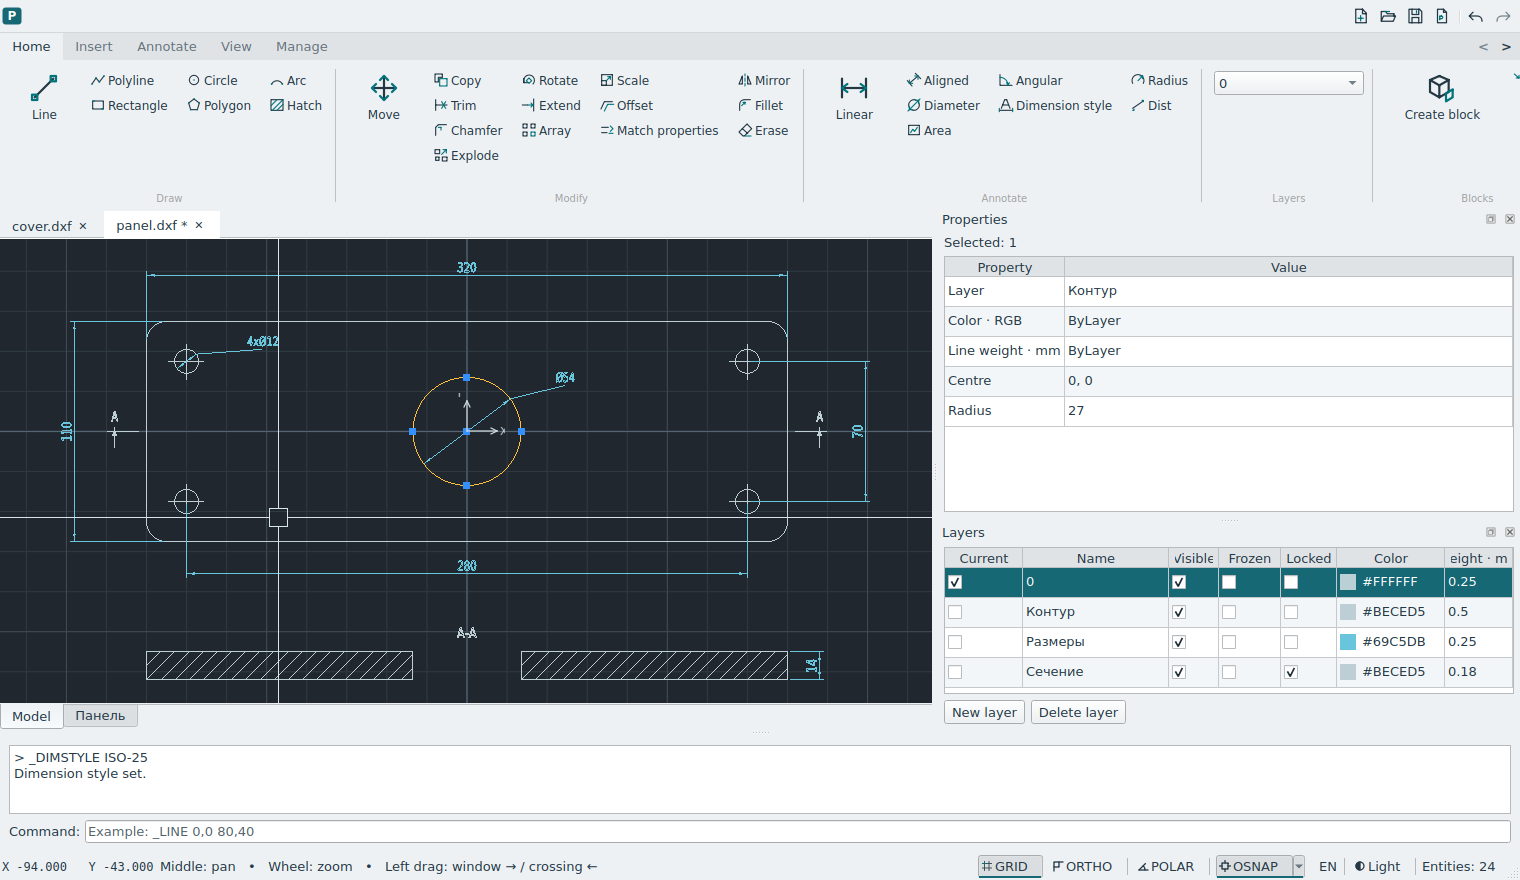 P
Home Insert Annotate View Manage < >
Line Polyline Circle Arc
Rectangle Polygon Hatch
Draw
Move Copy Rotate Scale Mirror
Trim Extend Offset Fillet
Chamfer Array Match properties Erase
Explode
Modify
Linear Aligned Angular Radius
Diameter Dimension style Dist
Area
Annotate
0
Layers
Create block
Blocks
cover.dxf × panel.dxf * ×
320
4xØ12
Ø54
A A
110
70
280
A-A
14
Model Панель
Properties
Selected: 1
Property Value
Layer Контур
Color · RGB ByLayer
Line weight · mm ByLayer
Centre 0, 0
Radius 27
Layers
Current Name Visible Frozen Locked Color eight · m
0 #FFFFFF 0.25
Контур #BECED5 0.5
Размеры #69C5DB 0.25
Сечение #BECED5 0.18
New layer Delete layer
> _DIMSTYLE ISO-25
Dimension style set.
Command: Example: _LINE 0,0 80,40
X -94.000 Y -43.000 Middle: pan • Wheel: zoom • Left drag: window → / crossing ← GRID ORTHO POLAR OSNAP EN Light Entities: 24